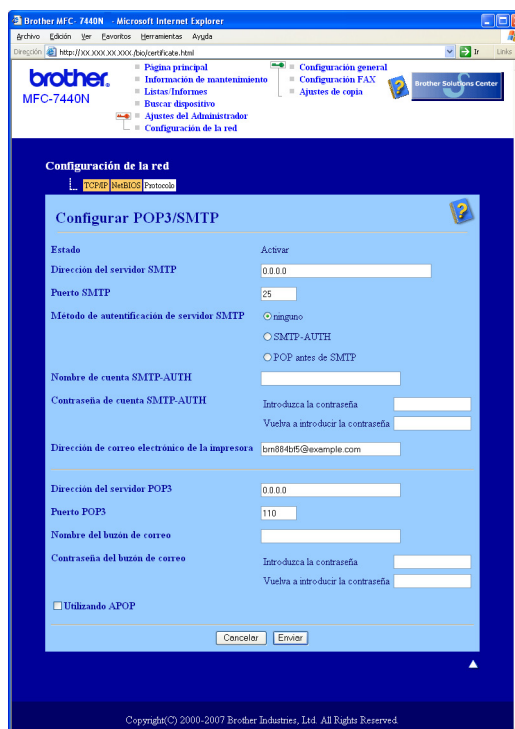 Brother MFC- 7440N - Microsoft Internet Explorer
Archivo Edición Ver Favoritos Herramientas Ayuda
Dirección http://XX.XXX.XX.XXX./bio/certificate.html Ir Links
brother.
MFC-7440N
Página principal
Información de mantenimiento
Listas/Informes
Buscar dispositivo
Ajustes del Administrador
Configuración de la red
Configuración general
Configuración FAX
Ajustes de copia
Brother Solutions Center
Configuración de la red
TCP/IP NetBIOS Protocolo
Configurar POP3/SMTP
Estado Activar
Dirección del servidor SMTP 0.0.0.0
Puerto SMTP 25
Método de autentificación de servidor SMTP ninguno
SMTP-AUTH
POP antes de SMTP
Nombre de cuenta SMTP-AUTH
Contraseña de cuenta SMTP-AUTH Introduzca la contraseña
Vuelva a introducir la contraseña
Dirección de correo electrónico de la impresora brn884bf5@example.com
Dirección del servidor POP3 0.0.0.0
Puerto POP3 110
Nombre del buzón de correo
Contraseña del buzón de correo Introduzca la contraseña
Vuelva a introducir la contraseña
Utilizando APOP
Cancelar Enviar
Copyright(C) 2000-2007 Brother Industries, Ltd. All Rights Reserved.